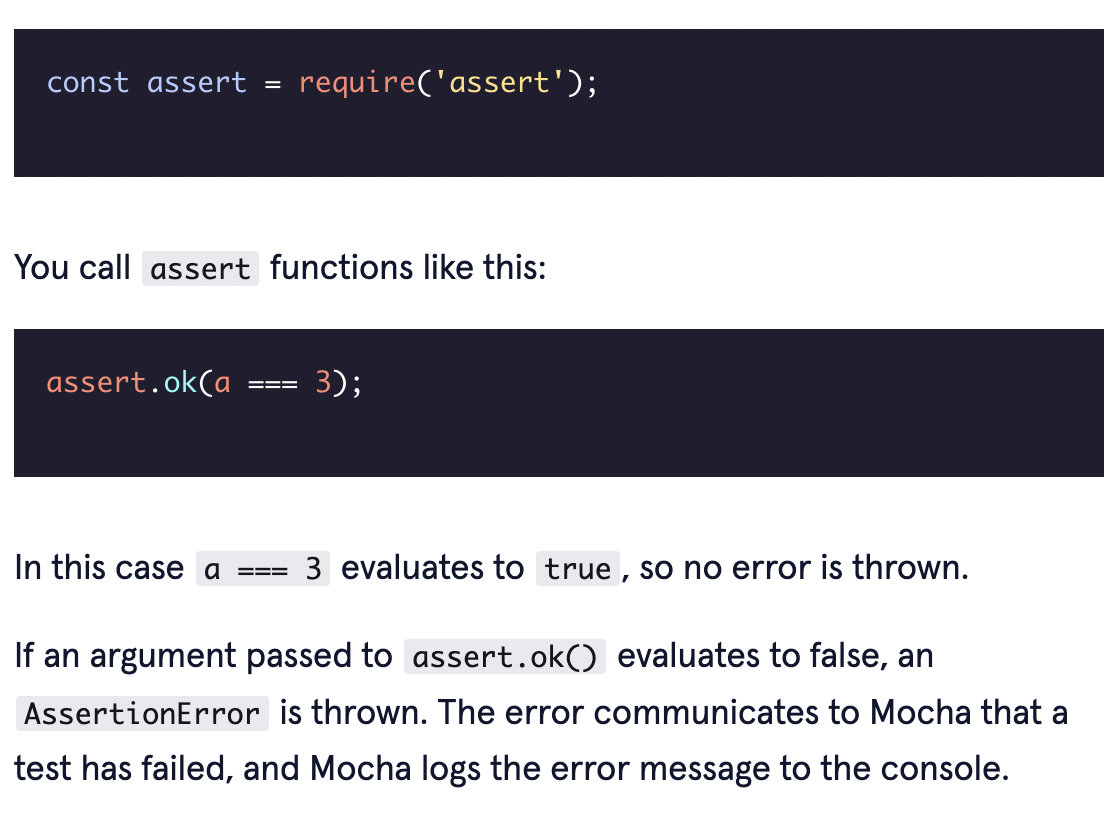 const assert = require('assert');
You call assert functions like this:
assert.ok(a === 3);
In this case a === 3 evaluates to true, so no error is thrown.
If an argument passed to assert.ok() evaluates to false, an
AssertionError is thrown. The error communicates to Mocha that a
test has failed, and Mocha logs the error message to the console.